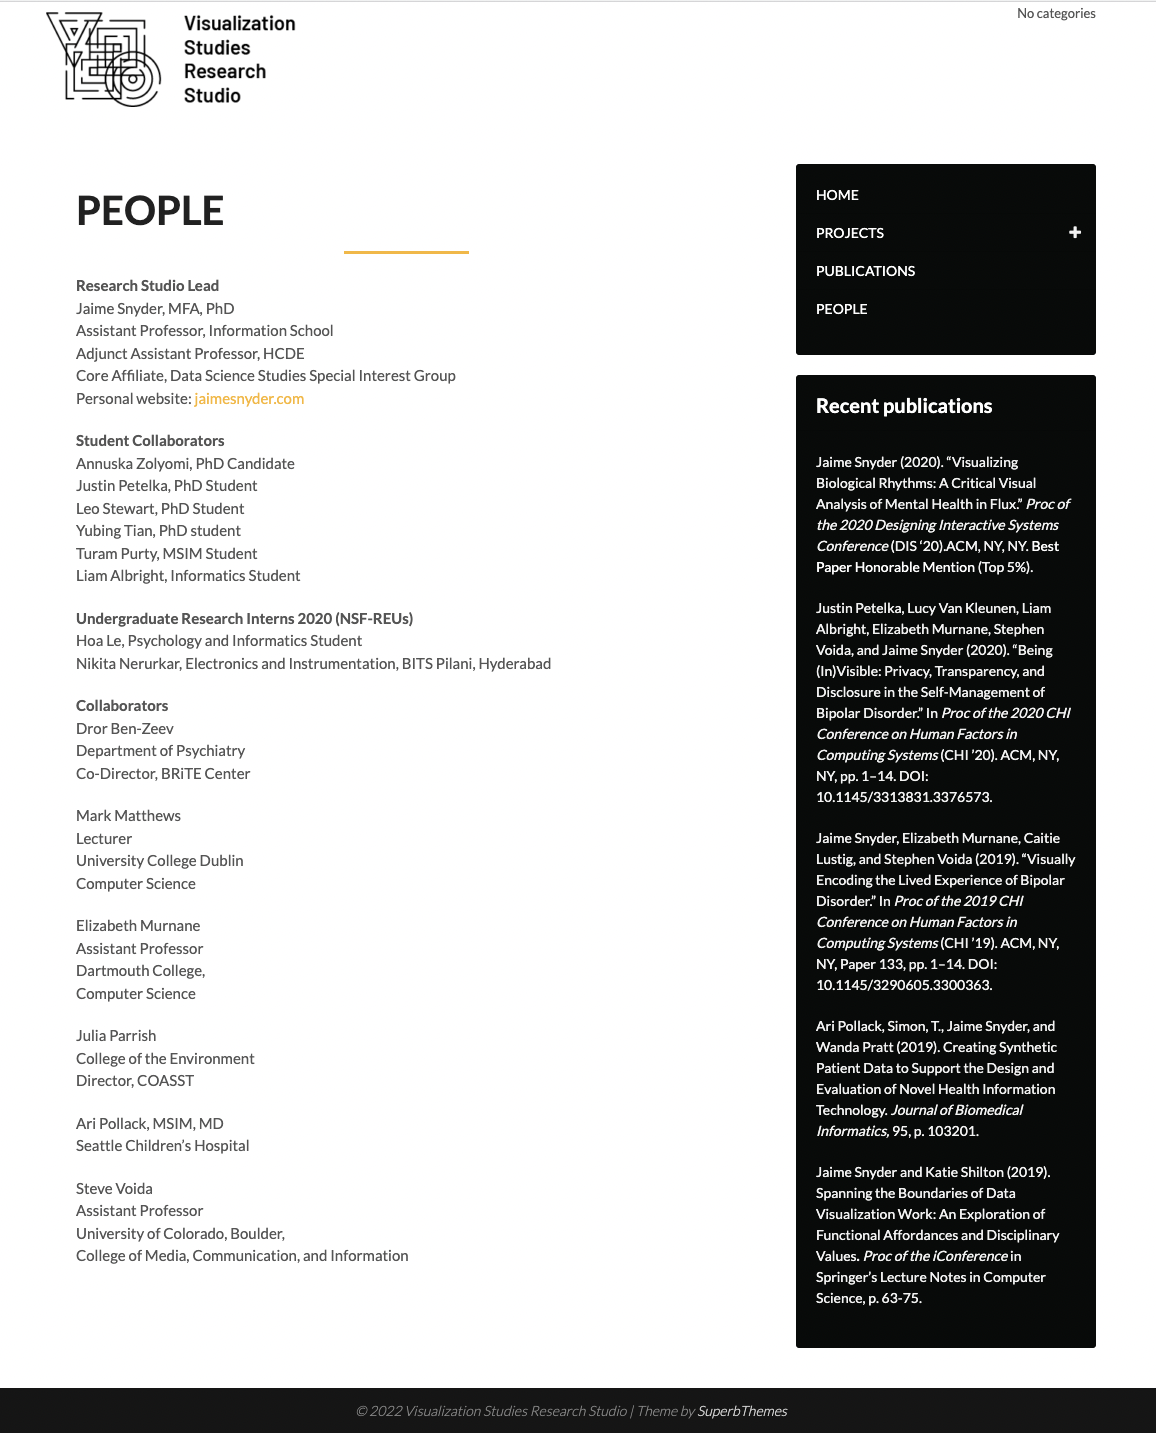 Visualization
Studies
Research
Studio
No categories
PEOPLE
Research Studio Lead
Jaime Snyder, MFA, PhD
Assistant Professor, Information School
Adjunct Assistant Professor, HCDE
Core Affiliate, Data Science Studies Special Interest Group
Personal website: jaimesnyder.com
Student Collaborators
Annuska Zolyomi, PhD Candidate
Justin Petelka, PhD Student
Leo Stewart, PhD Student
Yubing Tian, PhD student
Turam Purty, MSIM Student
Liam Albright, Informatics Student
Undergraduate Research Interns 2020 (NSF-REUs)
Hoa Le, Psychology and Informatics Student
Nikita Nerurkar, Electronics and Instrumentation, BITS Pilani, Hyderabad
Collaborators
Dror Ben-Zeev
Department of Psychiatry
Co-Director, BRiTE Center
Mark Matthews
Lecturer
University College Dublin
Computer Science
Elizabeth Murnane
Assistant Professor
Dartmouth College,
Computer Science
Julia Parrish
College of the Environment
Director, COASST
Ari Pollack, MSIM, MD
Seattle Children’s Hospital
Steve Voida
Assistant Professor
University of Colorado, Boulder,
College of Media, Communication, and Information
HOME
PROJECTS
PUBLICATIONS
PEOPLE
Recent publications
Jaime Snyder (2020). “Visualizing
Biological Rhythms: A Critical Visual
Analysis of Mental Health in Flux.” Proc of
the 2020 Designing Interactive Systems
Conference (DIS ‘20).ACM, NY, NY. Best
Paper Honorable Mention (Top 5%).
Justin Petelka, Lucy Van Kleunen, Liam
Albright, Elizabeth Murnane, Stephen
Voida, and Jaime Snyder (2020). “Being
(In)Visible: Privacy, Transparency, and
Disclosure in the Self-Management of
Bipolar Disorder.” In Proc of the 2020 CHI
Conference on Human Factors in
Computing Systems (CHI ’20). ACM, NY,
NY, pp. 1–14. DOI:
10.1145/3313831.3376573.
Jaime Snyder, Elizabeth Murnane, Caitie
Lustig, and Stephen Voida (2019). “Visually
Encoding the Lived Experience of Bipolar
Disorder.” In Proc of the 2019 CHI
Conference on Human Factors in
Computing Systems (CHI ’19). ACM, NY,
NY, Paper 133, pp. 1–14. DOI:
10.1145/3290605.3300363.
Ari Pollack, Simon, T., Jaime Snyder, and
Wanda Pratt (2019). Creating Synthetic
Patient Data to Support the Design and
Evaluation of Novel Health Information
Technology. Journal of Biomedical
Informatics, 95, p. 103201.
Jaime Snyder and Katie Shilton (2019).
Spanning the Boundaries of Data
Visualization Work: An Exploration of
Functional Affordances and Disciplinary
Values. Proc of the iConference in
Springer’s Lecture Notes in Computer
Science, p. 63-75.
© 2022 Visualization Studies Research Studio | Theme by SuperbThemes